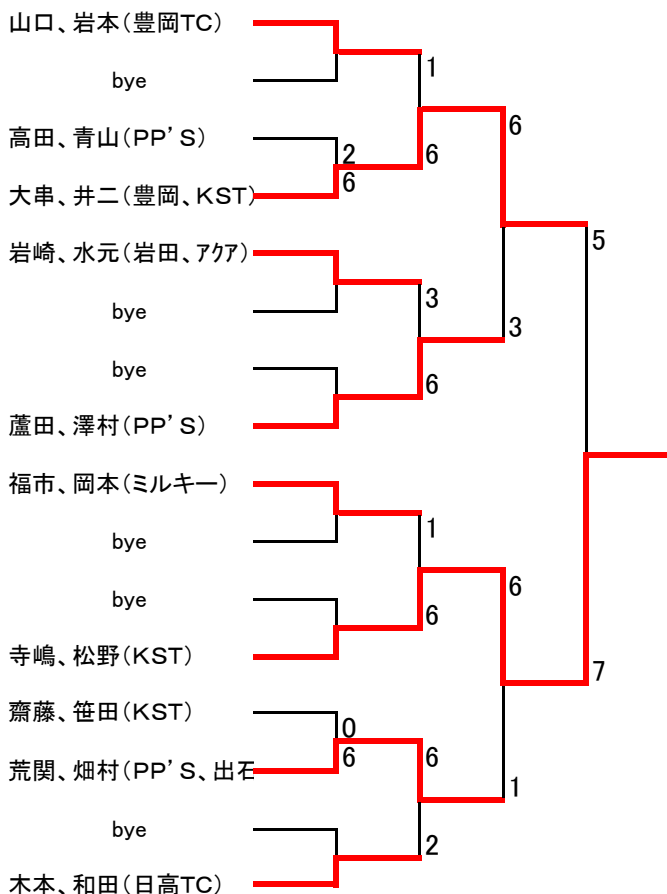 山口、岩本（豊岡TC）
1
bye
6
高田、青山（PP'S）
2
6
6
大串、井二（豊岡、KST）
5
岩崎、水元（岩田、アクア）
3
bye
3
bye
6
蘆田、澤村（PP'S）
福市、岡本（ミルキー）
1
bye
6
bye
6
寺嶋、松野（KST）
7
齋藤、笹田（KST）
0
6
6
荒関、畑村（PP'S、出石
1
bye
2
木本、和田（日高TC）